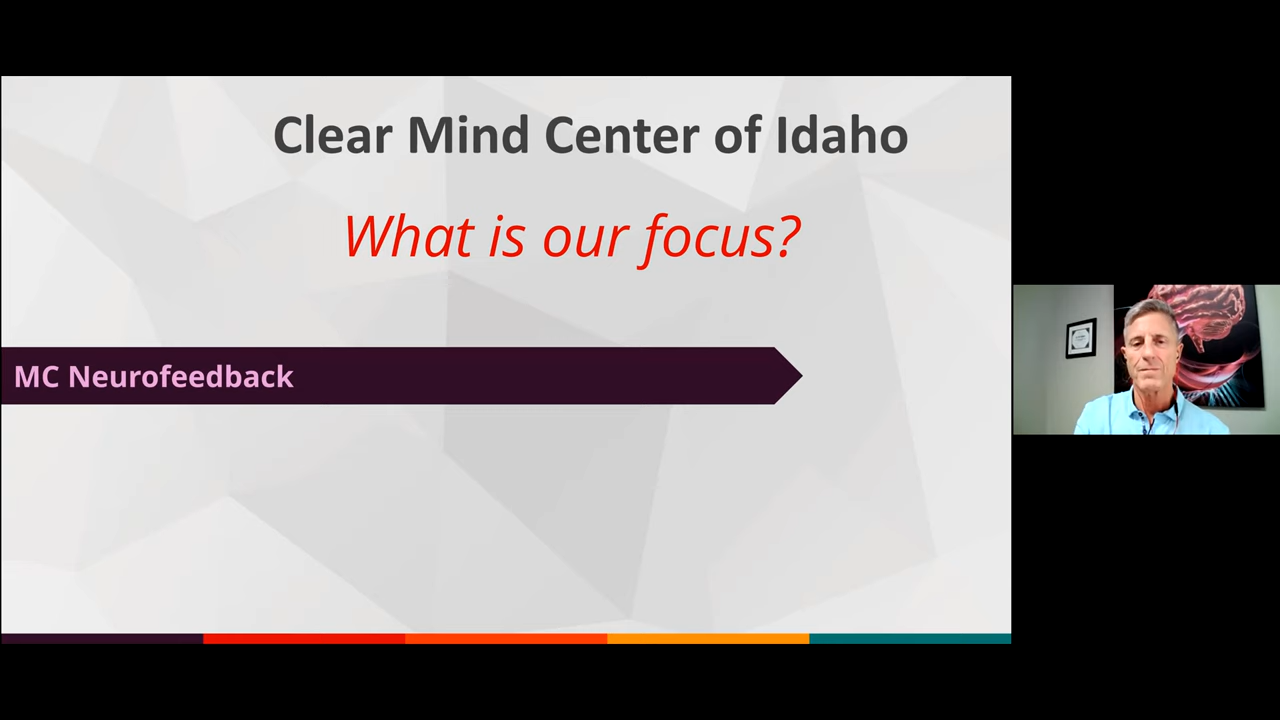 Clear Mind Center of Idaho
What is our focus?
MC Neurofeedback